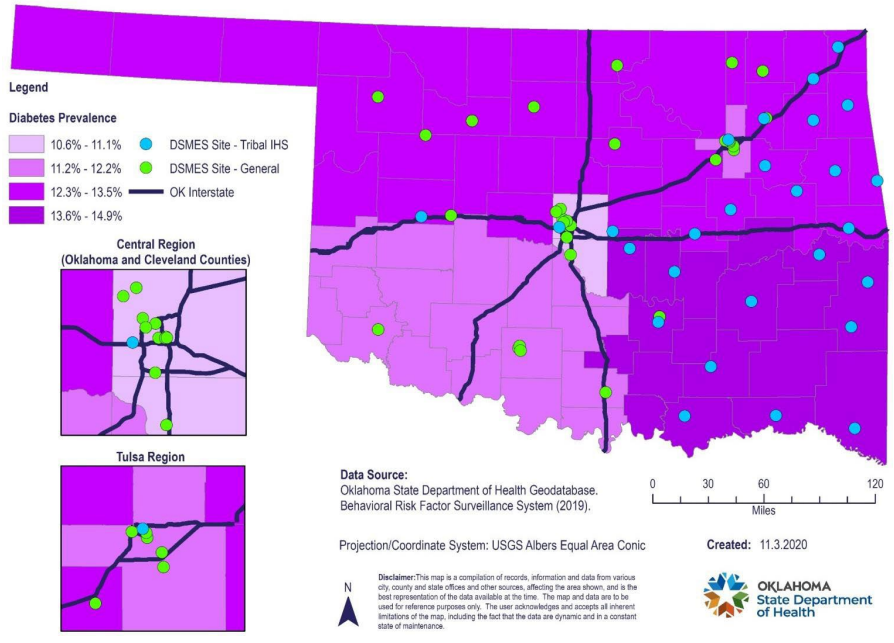 Legend
Diabetes Prevalence
10.6% - 11.1%
DSMES Site - Tribal IHS
11.2% - 12.2%
DSMES Site - General
12.3% - 13.5%
OK Interstate
13.6% - 14.9%
Central Region
(Oklahoma and Cleveland Counties)
Tulsa Region
Data Source:
Oklahoma State Department of Health Geodatabase.
Behavioral Risk Factor Surveillance System (2019).
0 30 60 120
Miles
Projection/Coordinate System: USGS Albers Equal Area Conic
Created: 11.3.2020
N
Disclaimer:This map is a compilation of records, information and data from various
city, county and state offices and other sources, affecting the area shown, and is the
best representation of the data available at the time. The map and data are to be
used for reference purposes only. The user acknowledges and accepts all inherent
limitations of the map, including the fact that the data are dynamic and in a constant
state of maintenance.
OKLAHOMA
State Department
of Health